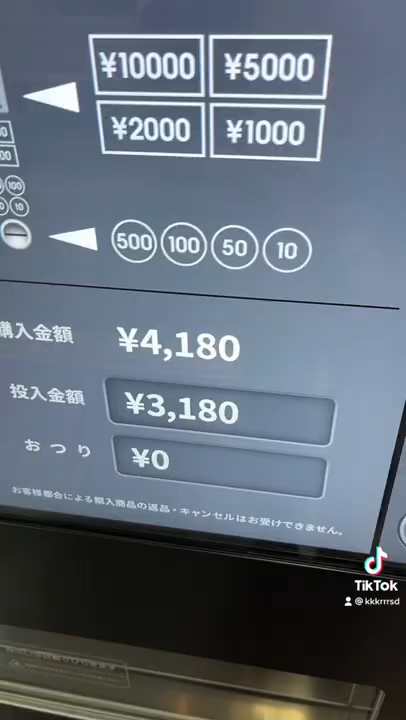 ¥10000 ¥5000
¥2000 ¥1000
100
10
500 100 50 10
購入金額 ¥4,180
投入金額 ¥3,180
おつり ¥0
お客様都合による購入商品の返品・キャンセルはお受けできません。
TikTok
@kkkrrrsd